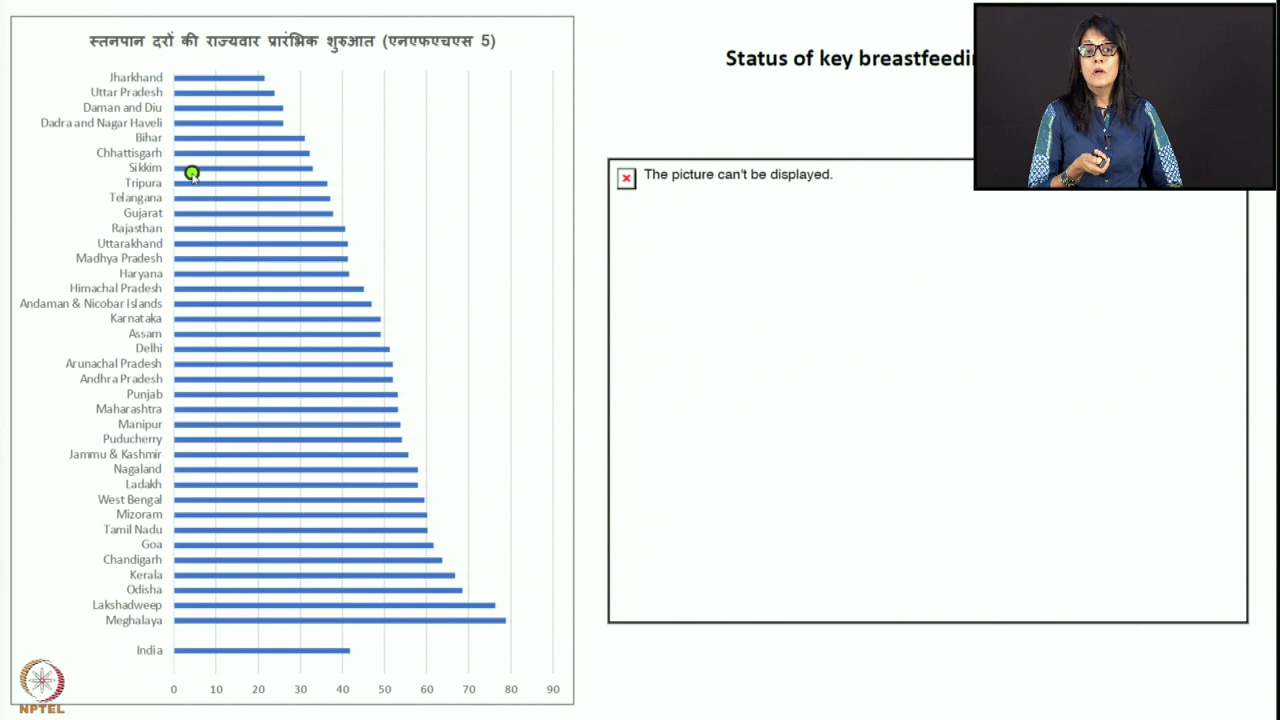 स्तनपान दरों की राज्यवार प्रारंभिक शुरुआत (एनएफएचएस 5)
Jharkhand
Uttar Pradesh
Daman and Diu
Dadra and Nagar Haveli
Bihar
Chhattisgarh
Sikkim
Tripura
Telangana
Gujarat
Rajasthan
Uttarakhand
Madhya Pradesh
Haryana
Himachal Pradesh
Andaman & Nicobar Islands
Karnataka
Assam
Delhi
Arunachal Pradesh
Andhra Pradesh
Punjab
Maharashtra
Manipur
Puducherry
Jammu & Kashmir
Nagaland
Ladakh
West Bengal
Mizoram
Tamil Nadu
Goa
Chandigarh
Kerala
Odisha
Lakshadweep
Meghalaya
India
0 10 20 30 40 50 60 70 80 90
NPTEL
Status of key breastfeedin
The picture can't be displayed.